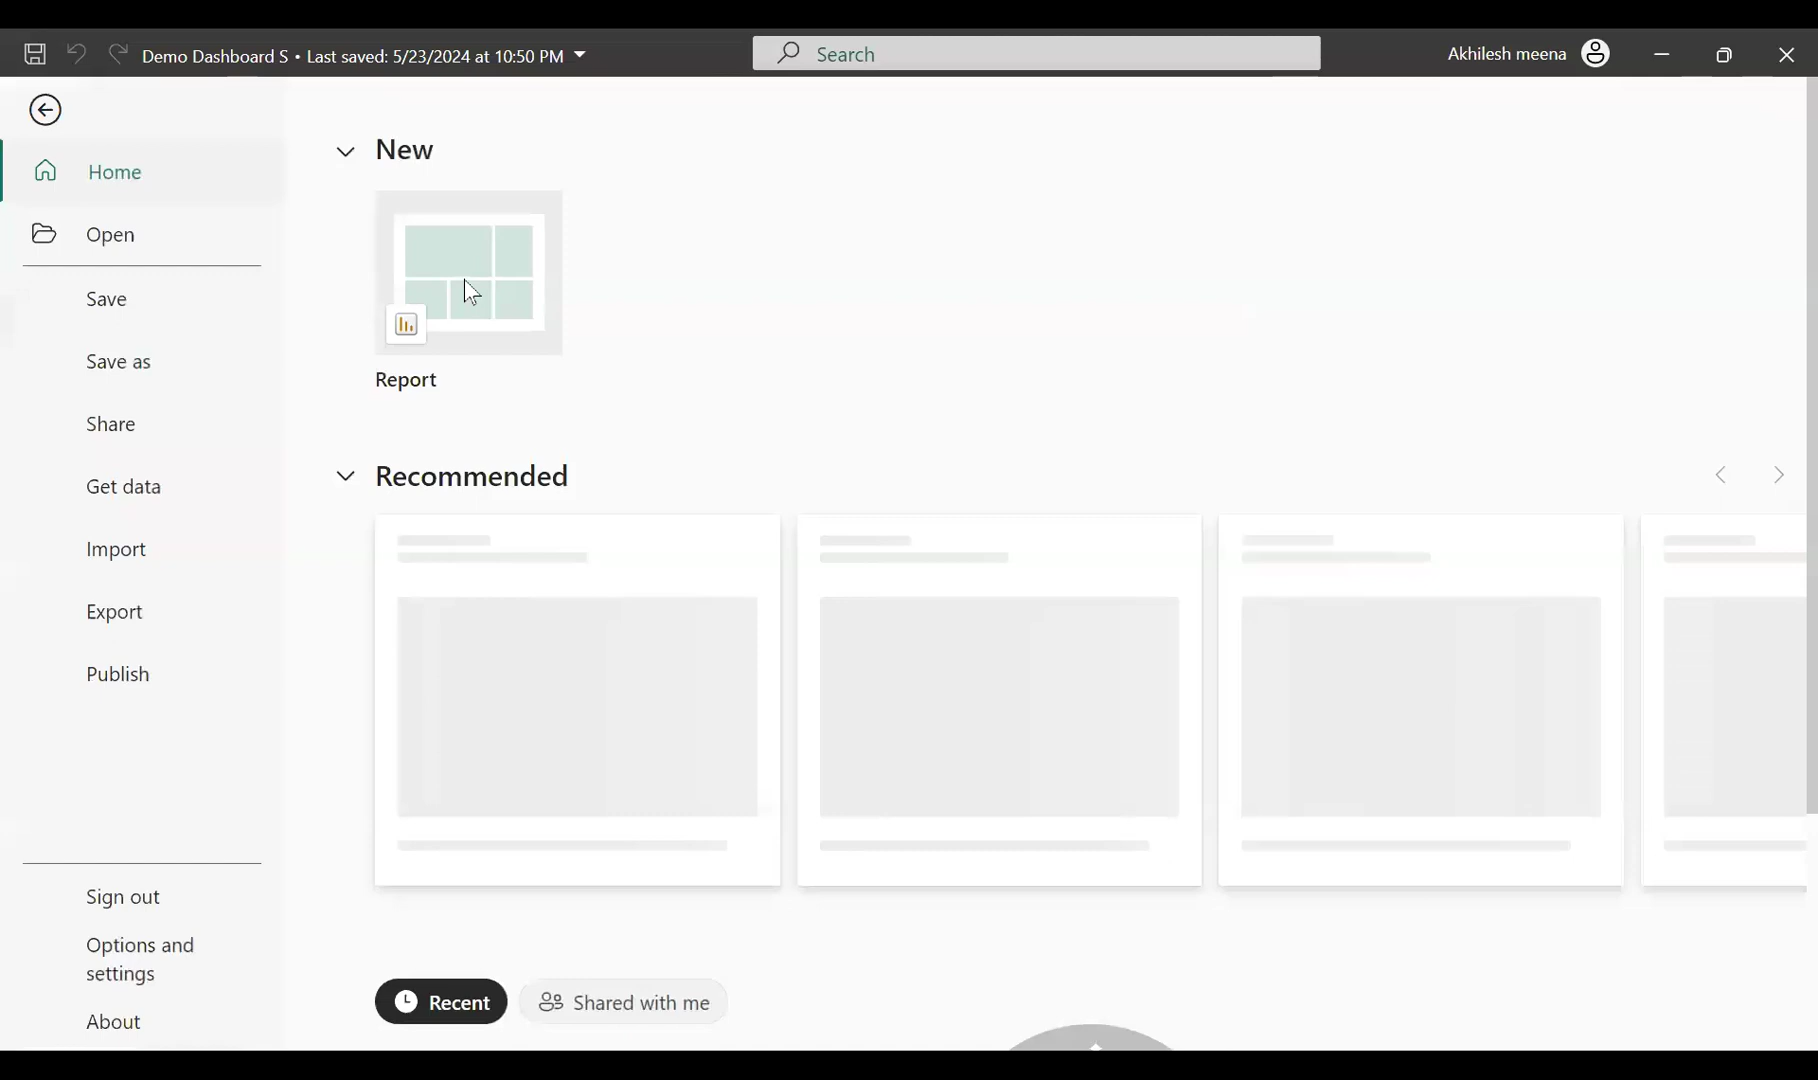 Demo Dashboard S • Last saved: 5/23/2024 at 10:50 PM
Search
Akhilesh meena
Home
Open
Save
Save as
Share
Get data
Import
Export
Publish
Sign out
Options and
settings
About
New
Report
Recommended
Recent
Shared with me